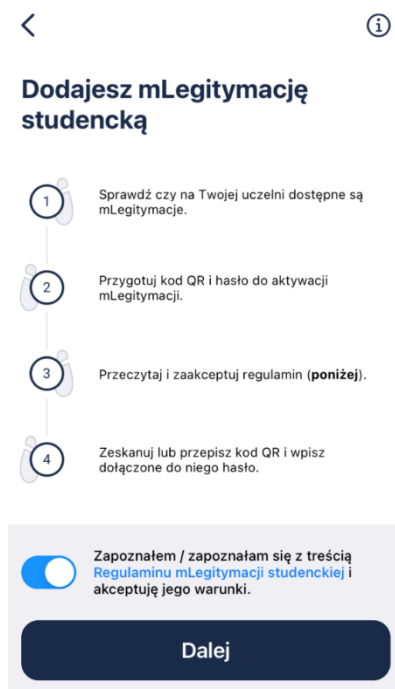 Dodajesz mLegitymację
studencką
1
Sprawdź czy na Twojej uczelni dostępne są
mLegitymacje.
2
Przygotuj kod QR i hasło do aktywacji
mLegitymacji.
3
Przeczytaj i zaakceptuj regulamin (poniżej).
4
Zeskanuj lub przepisz kod QR i wpisz
dołączone do niego hasło.
Zapoznałem / zapoznałam się z treścią
Regulaminu mLegitymacji studenckiej i
akceptuję jego warunki.
Dalej